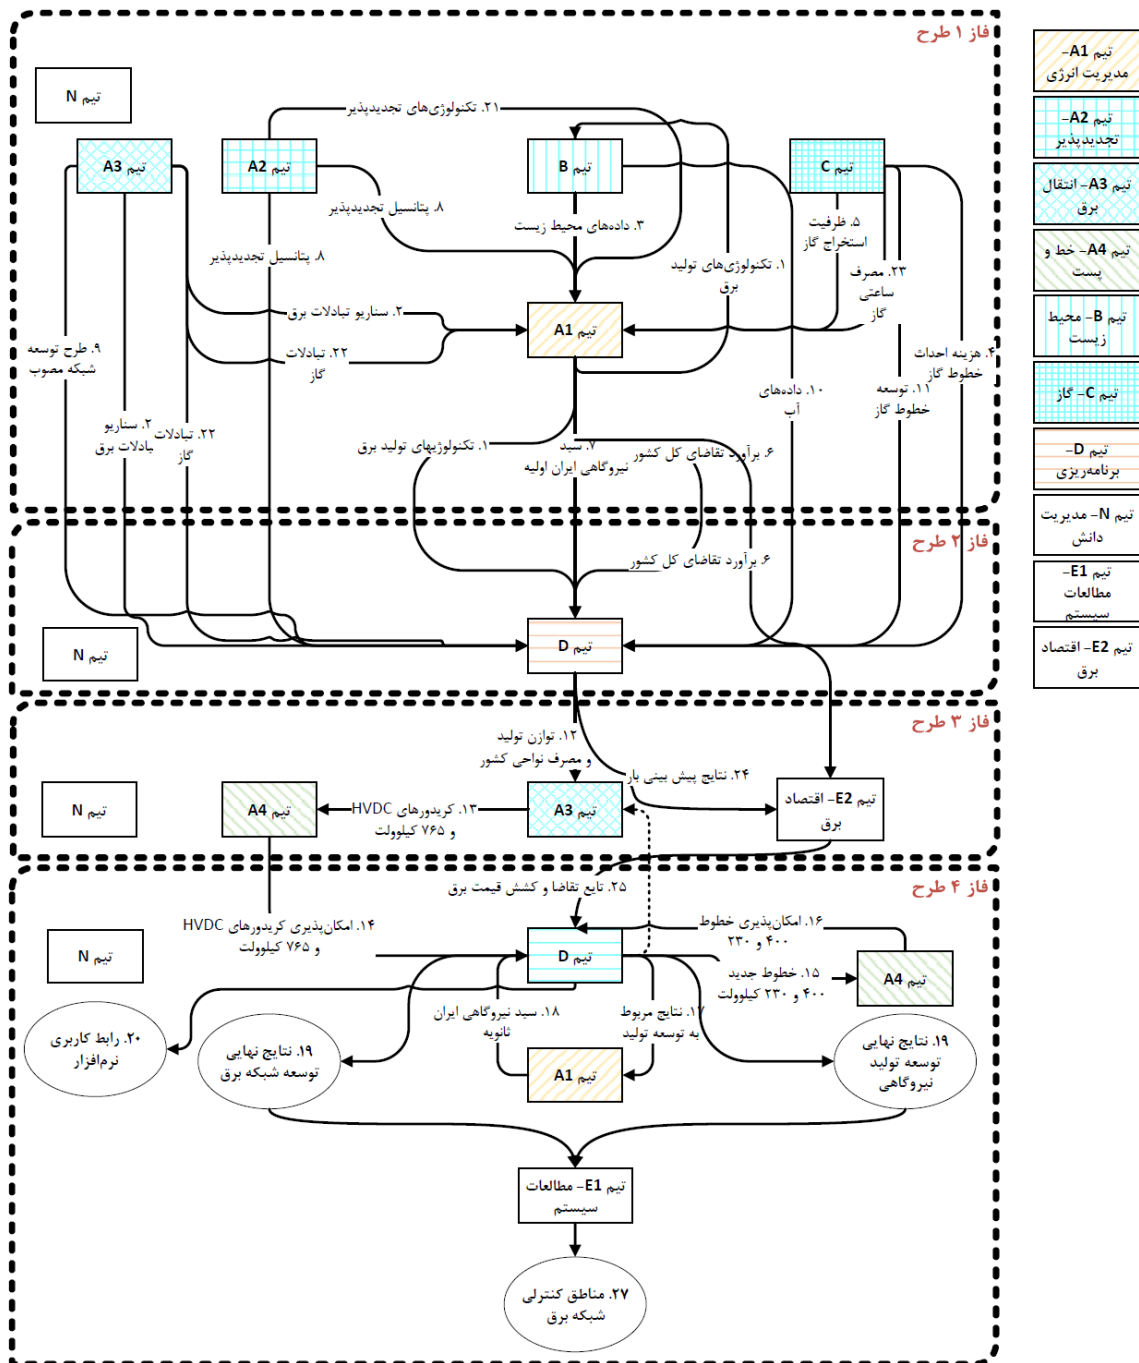 فاز ۱ طرح
تیم N
تیم A3
تیم A2
تیم B
تیم C
۲۱. تکنولوژی‌های تجدیدپذیر
۸. پتانسیل تجدیدپذیر
۳. داده‌های محیط زیست
۵. ظرفیت
استخراج گاز
۸. پتانسیل تجدیدپذیر
۱. تکنولوژی‌های تولید
برق
۲۳. مصرف
ساعتی
گاز
۲. سناریو تبادلات برق
تیم A1
۹. طرح توسعه
شبکه مصوب
۲۲. تبادلات
گاز
۴. هزینه احداث
خطوط گاز
۱۱. توسعه
خطوط گاز
۱۰. داده‌های
آب
۲. سناریو
تبادلات برق
۲۲. تبادلات
گاز
۱. تکنولوژیهای تولید برق
۷. سبد
نیروگاهی ایران اولیه
۶. برآورد تقاضای کل کشور
فاز ۲ طرح
۶. برآورد تقاضای کل کشور
تیم N
تیم D
فاز ۳ طرح
۱۲. توازن تولید
و مصرف نواحی کشور
۲۴. نتایج پیش بینی بار
تیم N
تیم A4
۱۳. کریدورهای HVDC
و ۷۶۵ کیلوولت
تیم A3
تیم E2- اقتصاد
برق
فاز ۴ طرح
۲۵. تابع تقاضا و کشش قیمت برق
۱۴. امکان‌پذیری کریدورهای HVDC
و ۷۶۵ کیلوولت
۱۶. امکان‌پذیری خطوط
۴۰۰ و ۲۳۰
تیم N
تیم D
۱۵. خطوط جدید
۴۰۰ و ۲۳۰ کیلوولت
تیم A4
۲۰. رابط کاربری
نرم‌افزار
۱۹. نتایج نهایی
توسعه شبکه برق
۱۸. سبد نیروگاهی ایران
ثانویه
۱۷. نتایج مربوط
به توسعه تولید
۱۹. نتایج نهایی
توسعه تولید
نیروگاهی
تیم A1
تیم E1- مطالعات
سیستم
۲۷. مناطق کنترلی
شبکه برق
تیم A1-
مدیریت انرژی
تیم A2-
تجدیدپذیر
تیم A3- انتقال
برق
تیم A4- خط و
پست
تیم B- محیط
زیست
تیم C- گاز
تیم D-
برنامه‌ریزی
تیم N- مدیریت
دانش
تیم E1-
مطالعات
سیستم
تیم E2- اقتصاد
برق